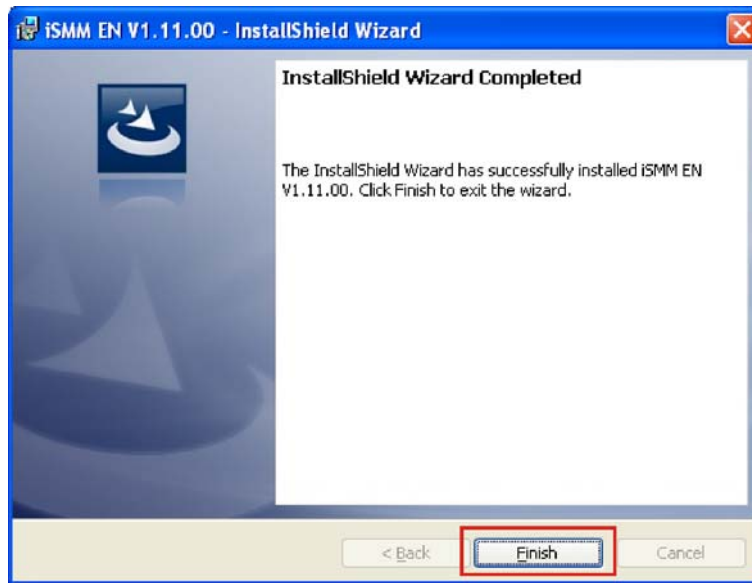 iSMM EN V1.11.00 - InstallShield Wizard
InstallShield Wizard Completed
The InstallShield Wizard has successfully installed iSMM EN
V1.11.00. Click Finish to exit the wizard.
< Back
Finish
Cancel